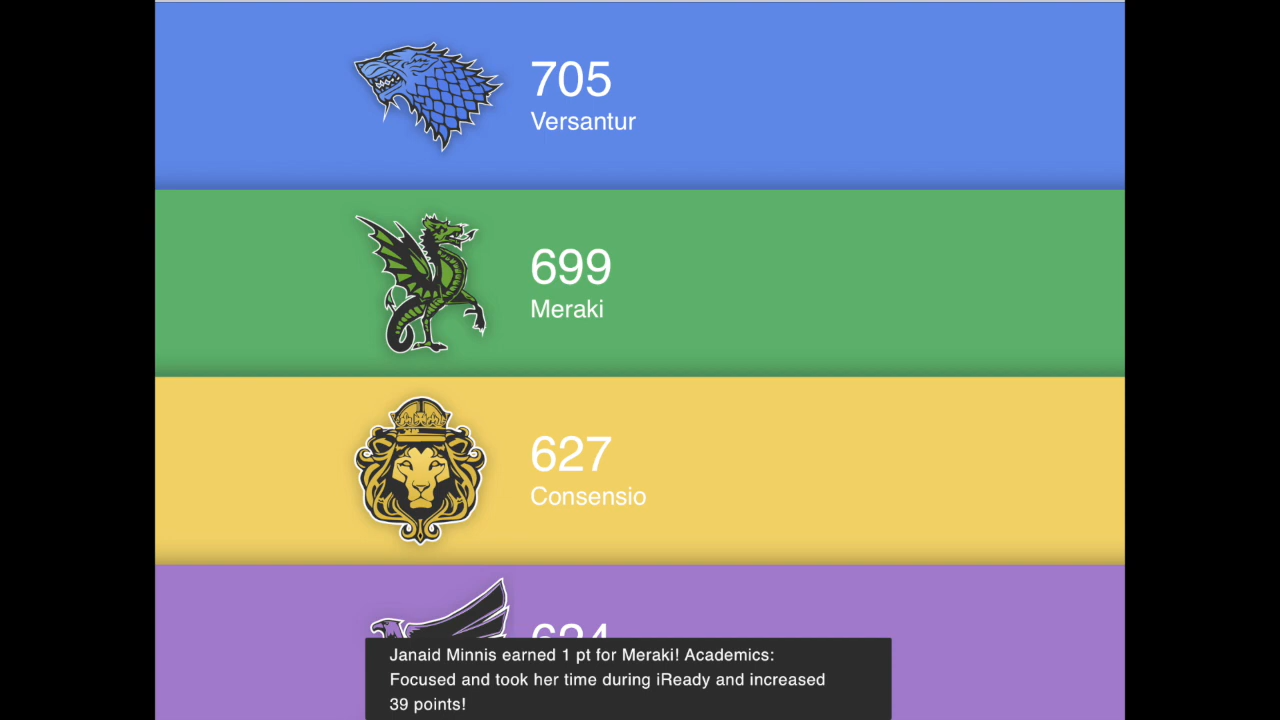 705
Versantur
699
Meraki
627
Consensio
624
Janaid Minnis earned 1 pt for Meraki! Academics:
Focused and took her time during iReady and increased
39 points!